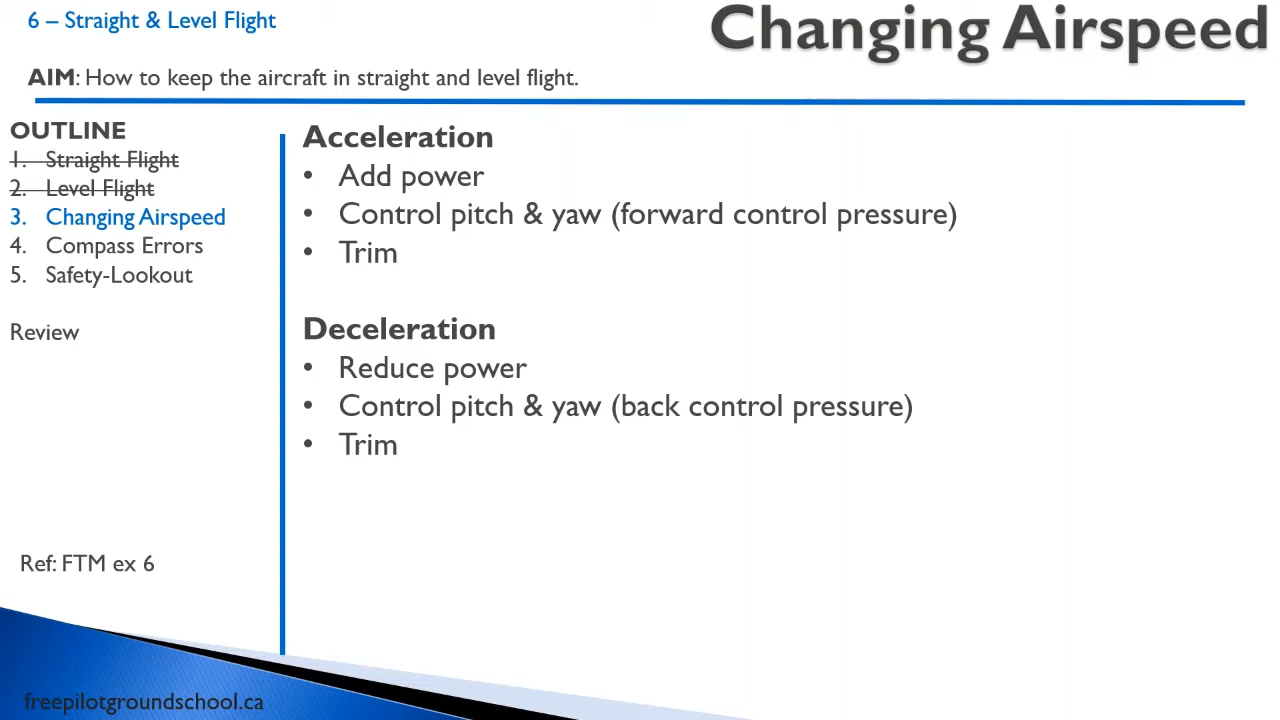 6 – Straight & Level Flight
Changing Airspeed
AIM: How to keep the aircraft in straight and level flight.
OUTLINE
1. Straight Flight
2. Level Flight
3. Changing Airspeed
4. Compass Errors
5. Safety-Lookout
Review
Ref: FTM ex 6
freepilotgroundschool.ca
Acceleration
• Add power
• Control pitch & yaw (forward control pressure)
• Trim
Deceleration
• Reduce power
• Control pitch & yaw (back control pressure)
• Trim